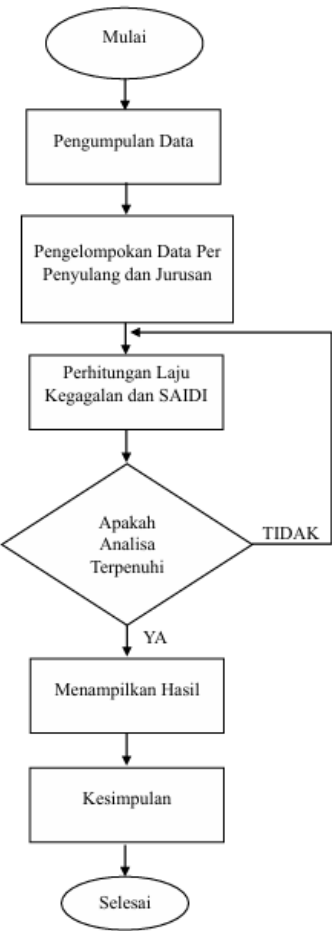 Mulai
Pengumpulan Data
Pengelompokan Data Per
Penyulang dan Jurusan
Perhitungan Laju
Kegagalan dan SAIDI
Apakah
Analisa
Terpenuhi
TIDAK
YA
Menampilkan Hasil
Kesimpulan
Selesai